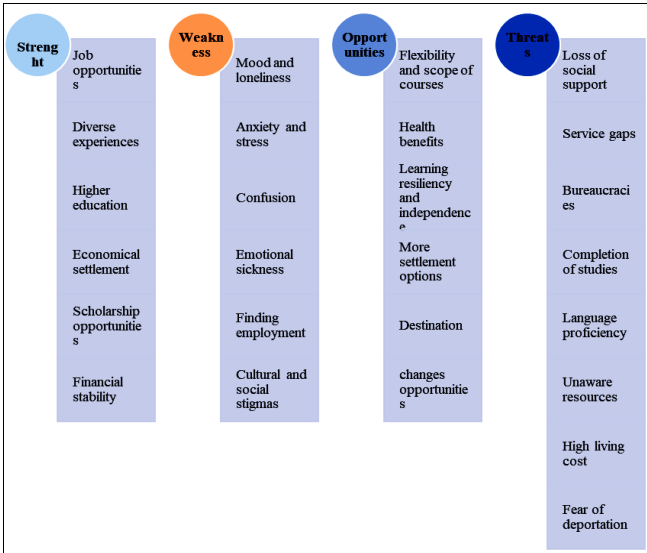 Strenght
Job
opportunitie
s
Diverse
experiences
Higher
education
Economical
settlement
Scholarship
opportunitie
s
Financial
stability
Weakn
ess
Mood and
loneliness
Anxiety and
stress
Confusion
Emotional
sickness
Finding
employment
Cultural and
social
stigmas
Opport
unities
Flexibility
and scope of
courses
Health
benefits
Learning
resiliency
and
independenc
e
More
settlement
options
Destination
changes
opportunitie
s
Threat
s
Loss of
social
support
Service gaps
Bureaucraci
es
Completion
of studies
Language
proficiency
Unaware
resources
High living
cost
Fear of
deportation